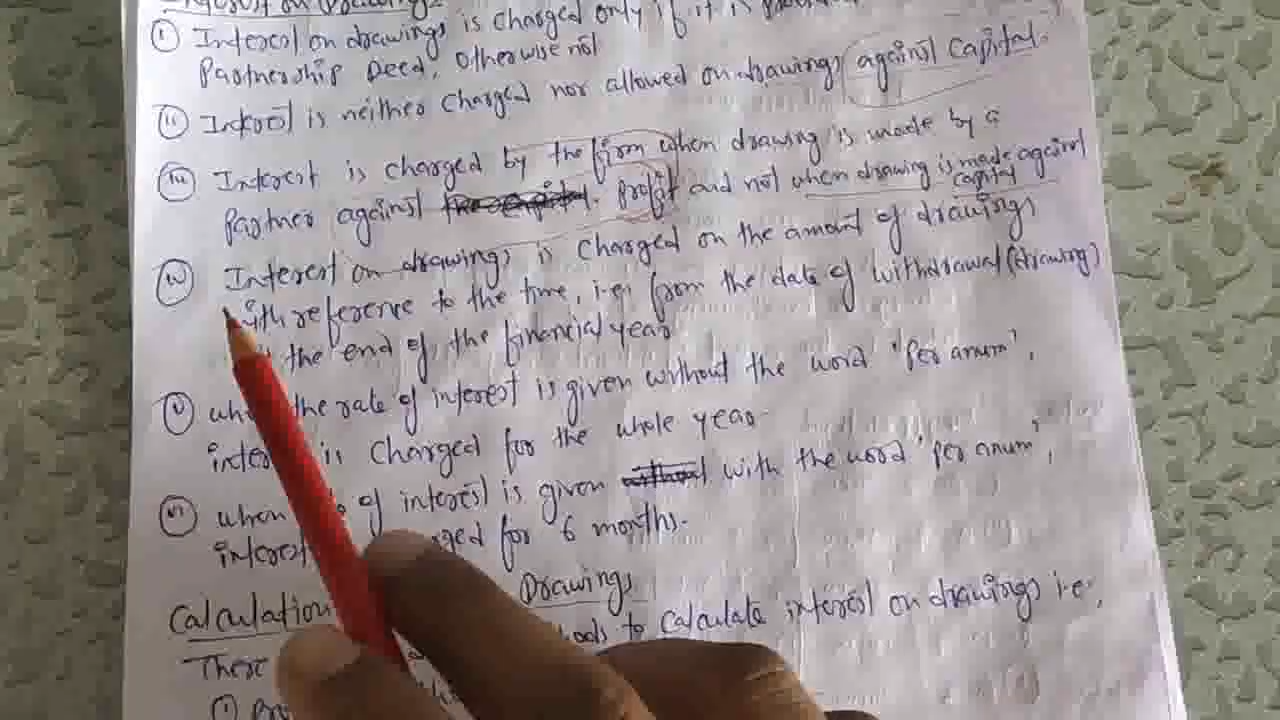 Interest on Drawings
(i) Interest on drawings is charged only if it is
Partnership Deed, otherwise not
(ii) Interest is neither charged nor allowed on drawings against Capital.
(iii) Interest is charged by the firm when drawing is made by a
Partner against profit and not when drawing is made against
capital
(iv) Interest on drawings is charged on the amount of drawings
with reference to the time, i.e. from the date of withdrawal (drawing)
the end of the financial year
(v) the rate of interest is given without the word 'Per anum',
is charged for the whole year
(vi) when of interest is given with the word 'per anum',
interest for 6 months.
Calculation Drawings
There to calculate interest on drawings i.e,
(i)